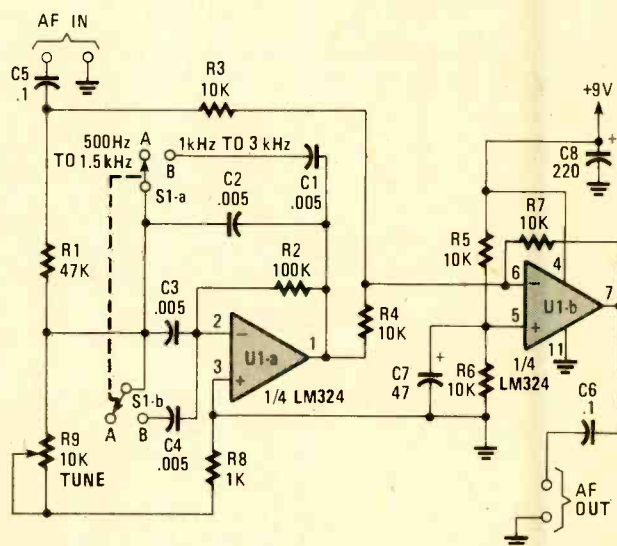 AF IN
C5
.1
R3
10K
500Hz
TO 1.5kHz
A
B
1kHz TO 3 kHz
S1-a
C1
.005
C2
.005
R1
47K
R2
100K
C3
.005
2
−
1
U1-a
3
+
1/4 LM324
R4
10K
S1-b
A
B
C4
.005
R9
10K
TUNE
R8
1K
+9V
+
C8
220
R7
10K
R5
10K
4
6
−
7
U1-b
5
+
11
1/4
LM324
+
C7
47
R6
10K
C6
.1
AF
OUT